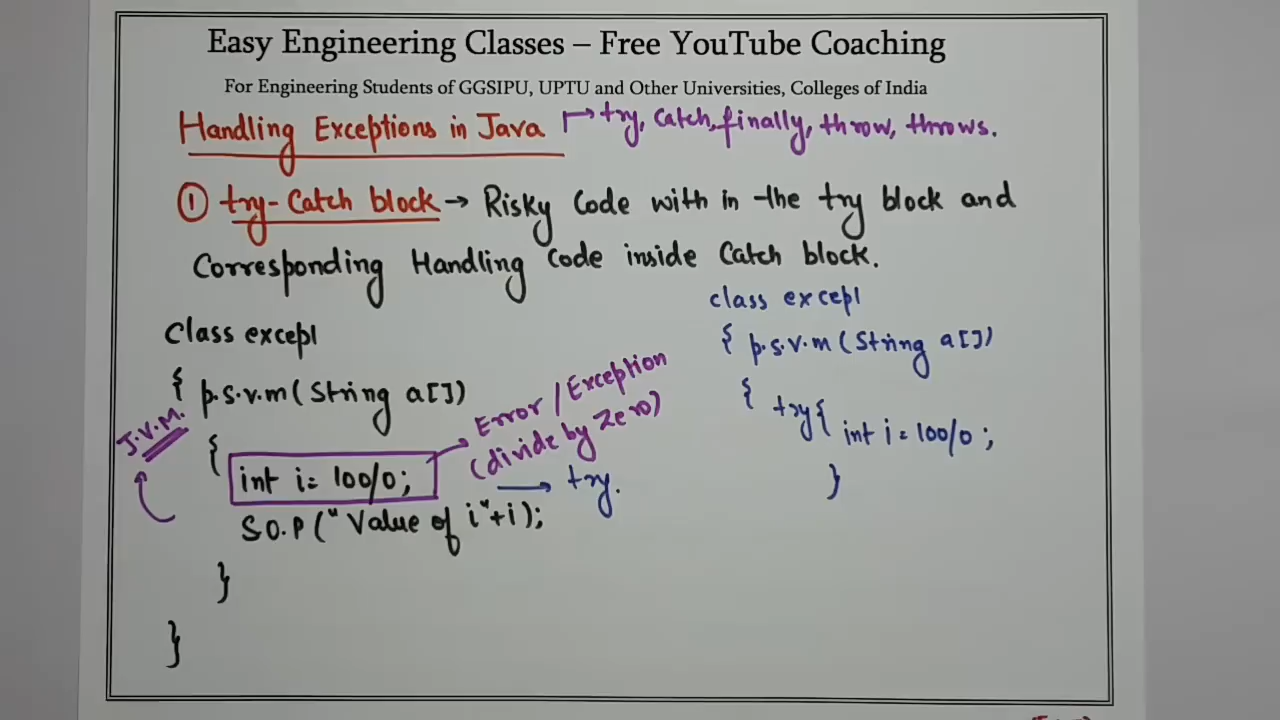 Easy Engineering Classes – Free YouTube Coaching
For Engineering Students of GGSIPU, UPTU and Other Universities, Colleges of India
Handling Exceptions in Java → try, catch, finally, throw, throws.
① try-Catch block → Risky Code with in the try block and
Corresponding Handling Code inside Catch block.
Class excepl
{ p.s.v.m (String a[])
J.V.M.
{
int i= 100/0;
Error / Exception
(divide by zero)
→ try.
S.O.P (" Value of i"+i);
}
}
class excepl
{ p.s.v.m (String a[])
{ try{ int i = 100/0 ;
}